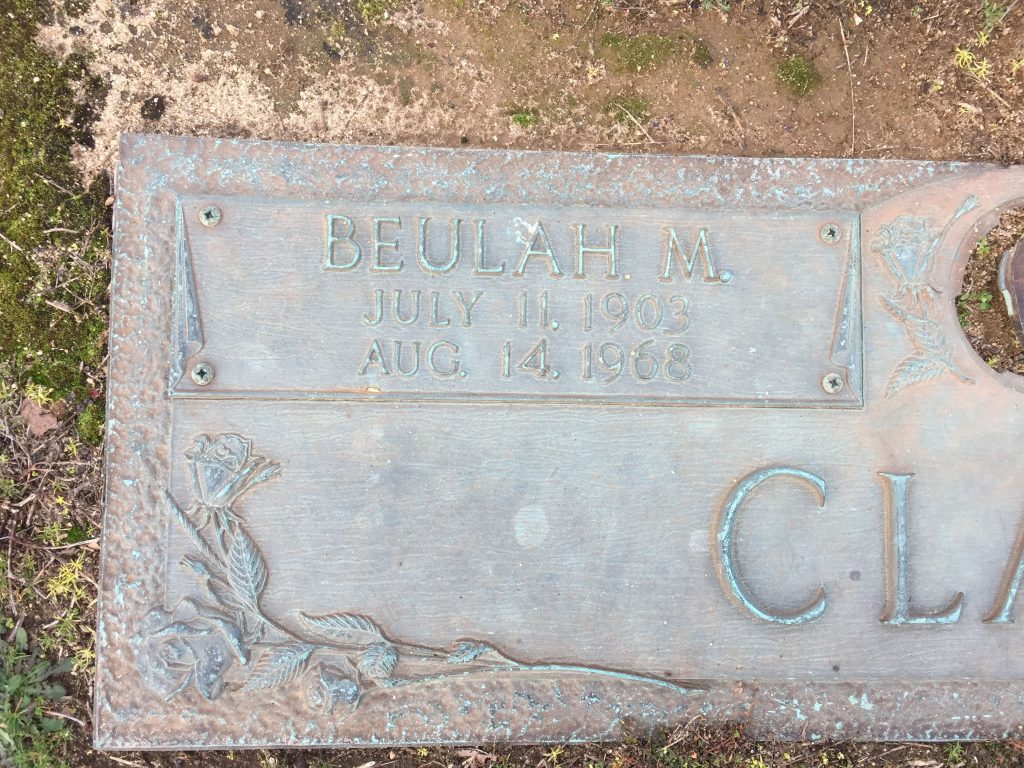 BEULAH M.
JULY 11, 1903
AUG. 14, 1968